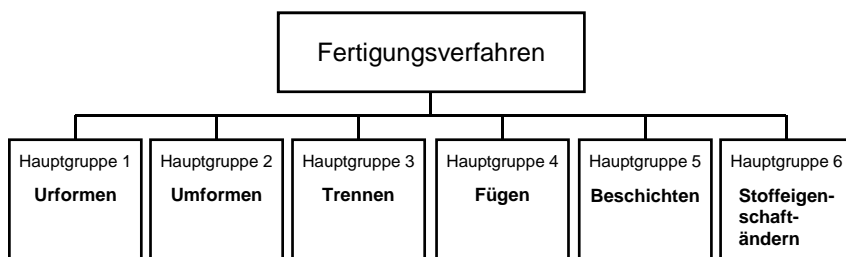 Fertigungsverfahren
Hauptgruppe 1
Urformen
Hauptgruppe 2
Umformen
Hauptgruppe 3
Trennen
Hauptgruppe 4
Fügen
Hauptgruppe 5
Beschichten
Hauptgruppe 6
Stoffeigen-
schaft-
ändern